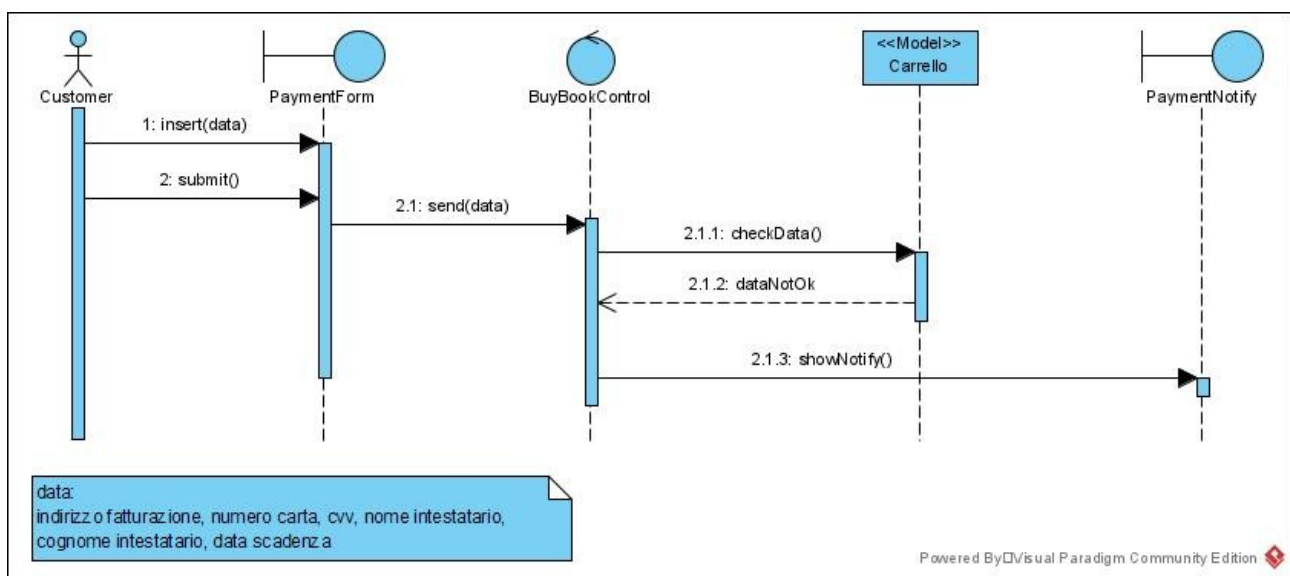 <<Model>>
Carrello
Customer
PaymentForm
BuyBookControl
PaymentNotify
1: insert(data)
2: submit()
2.1: send(data)
2.1.1: checkData()
2.1.2: dataNotOk
2.1.3: showNotify()
data:
indirizzo fatturazione, numero carta, cvv, nome intestatario,
cognome intestatario, data scadenza
Powered By□Visual Paradigm Community Edition